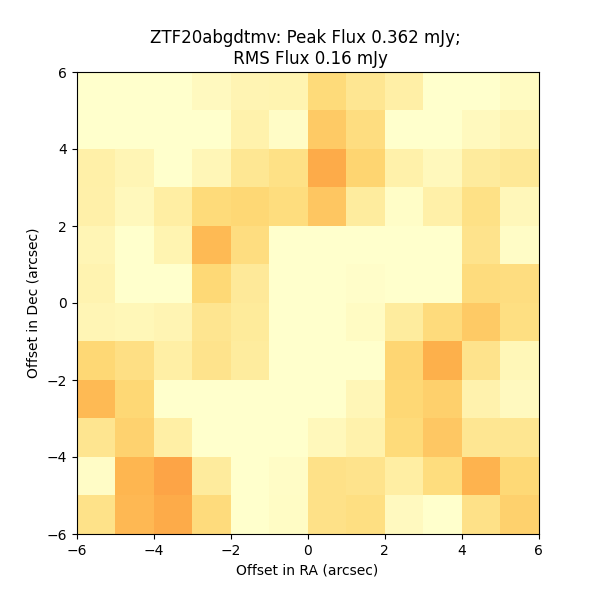 ZTF20abgdtmv: Peak Flux 0.362 mJy;
RMS Flux 0.16 mJy
6
4
2
0
−2
−4
−6
Offset in Dec (arcsec)
−6 −4 −2 0 2 4 6
Offset in RA (arcsec)